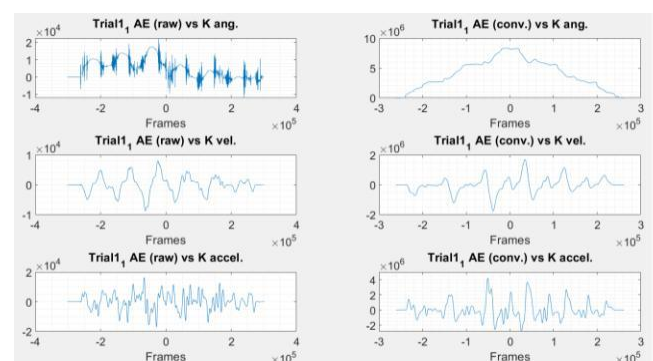 Trial1₁ AE (raw) vs K ang.
×10⁴
2
1
0
-1
-4 -2 0 2 4
Frames ×10⁵
Trial1₁ AE (conv.) vs K ang.
×10⁶
10
5
0
-3 -2 -1 0 1 2 3
Frames ×10⁵
Trial1₁ AE (raw) vs K vel.
×10⁴
1
0
-1
-4 -2 0 2 4
Frames ×10⁵
Trial1₁ AE (conv.) vs K vel.
×10⁶
2
0
-2
-3 -2 -1 0 1 2 3
Frames ×10⁵
Trial1₁ AE (raw) vs K accel.
×10⁴
2
0
-2
-4 -2 0 2 4
Frames ×10⁵
Trial1₁ AE (conv.) vs K accel.
×10⁶
4
2
0
-2
-3 -2 -1 0 1 2 3
Frames ×10⁵